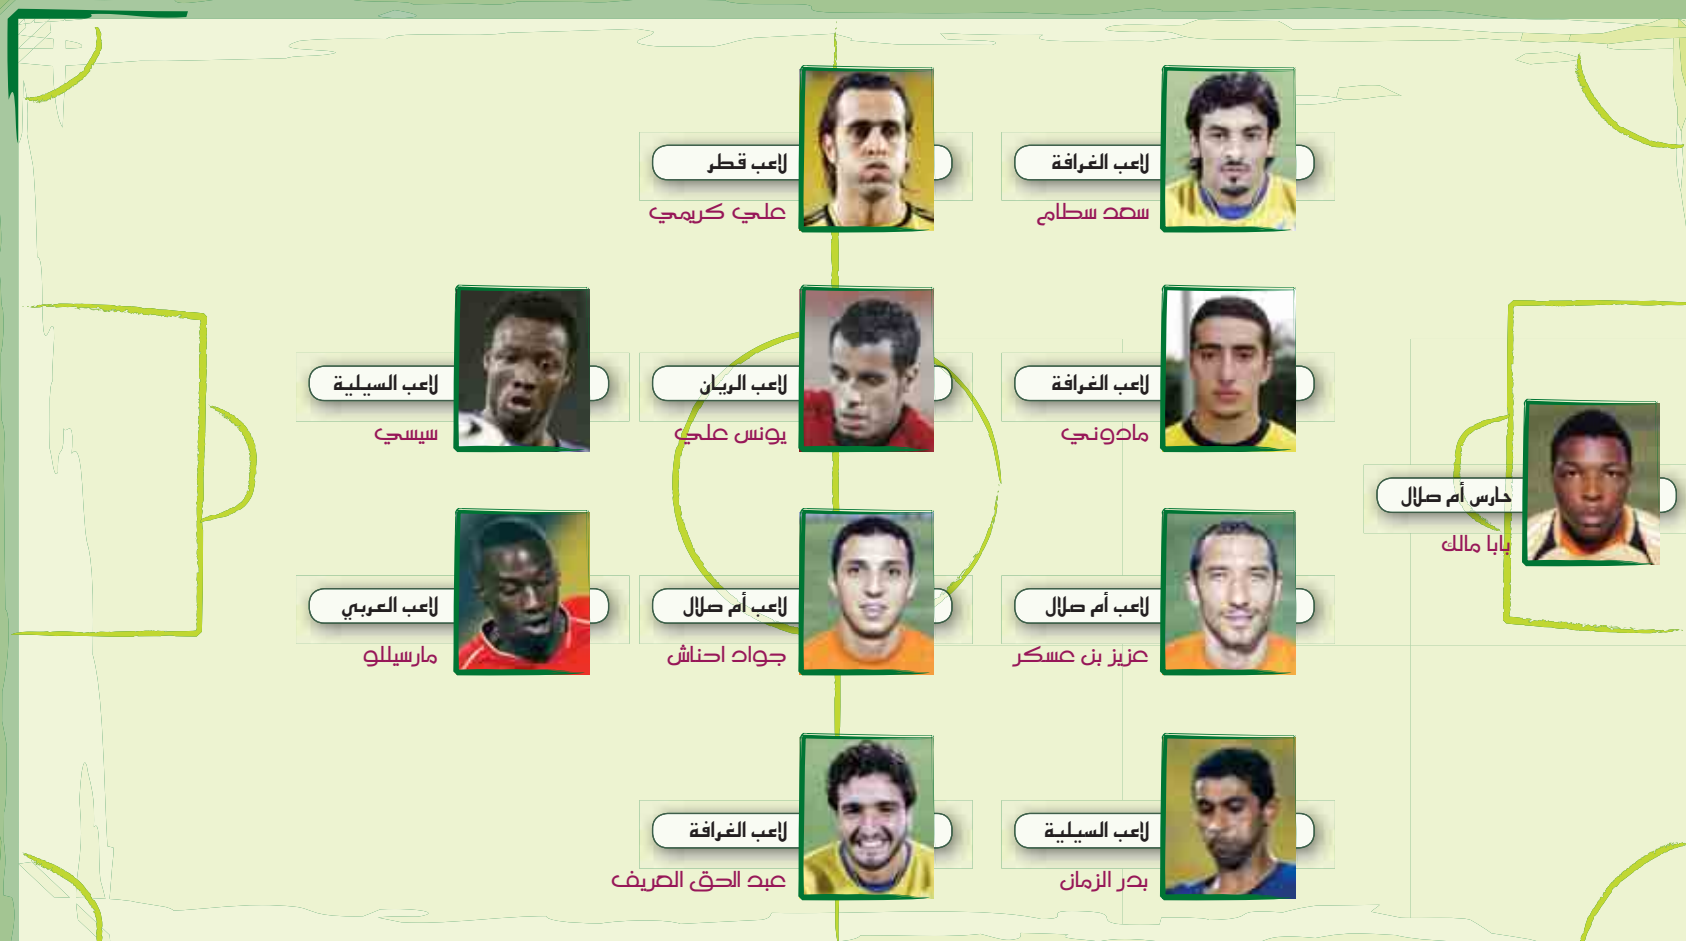 حارس أم صلال
بابا مالك
لاعب الغرافة
سعد سطام
لاعب الغرافة
مادوني
لاعب أم صلال
عزيز بن عسكر
لاعب السيلية
بدر الزمان
لاعب قطر
علي كريمي
لاعب الريان
يونس علي
لاعب أم صلال
جواد احناش
لاعب الغرافة
عبد الحق العريف
لاعب السيلية
سيسي
لاعب العربي
مارسيللو